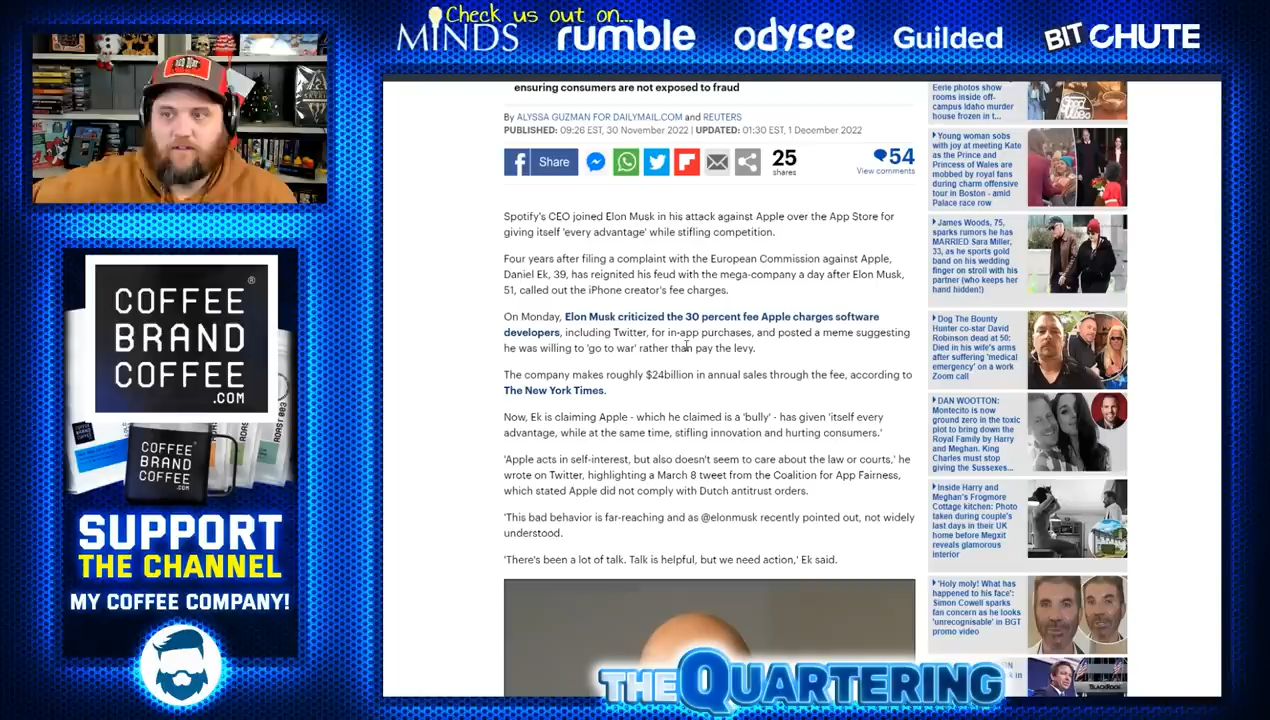 Check us out on...
MINDS
rumble
odysee
Guilded
BIT CHUTE
ensuring consumers are not exposed to fraud
By ALYSSA GUZMAN FOR DAILYMAIL.COM and REUTERS
PUBLISHED: 09:26 EST, 30 November 2022 | UPDATED: 01:30 EST, 1 December 2022
Share
25
shares
54
View comments
Spotify's CEO joined Elon Musk in his attack against Apple over the App Store for
giving itself 'every advantage' while stifling competition.
Four years after filing a complaint with the European Commission against Apple,
Daniel Ek, 39, has reignited his feud with the mega-company a day after Elon Musk,
51, called out the iPhone creator's fee charges.
On Monday, Elon Musk criticized the 30 percent fee Apple charges software
developers, including Twitter, for in-app purchases, and posted a meme suggesting
he was willing to 'go to war' rather than pay the levy.
The company makes roughly $24billion in annual sales through the fee, according to
The New York Times.
Now, Ek is claiming Apple - which he claimed is a 'bully' - has given 'itself every
advantage, while at the same time, stifling innovation and hurting consumers.'
'Apple acts in self-interest, but also doesn't seem to care about the law or courts,' he
wrote on Twitter, highlighting a March 8 tweet from the Coalition for App Fairness,
which stated Apple did not comply with Dutch antitrust orders.
'This bad behavior is far-reaching and as @elonmusk recently pointed out, not widely
understood.
'There's been a lot of talk. Talk is helpful, but we need action,' Ek said.
Eerie photos show
rooms inside off-
campus Idaho murder
house frozen in t...
Young woman sobs
with joy at meeting Kate
as the Prince and
Princess of Wales are
mobbed by royal fans
during charm offensive
tour in Boston - amid
Palace race row
James Woods, 75,
sparks rumors he has
MARRIED Sara Miller,
33, as he sports gold
band on his wedding
finger on stroll with his
partner (who keeps her
hand hidden!)
Dog The Bounty
Hunter co-star David
Robinson dead at 50:
Died in his wife's arms
after suffering 'medical
emergency' on a work
Zoom call
DAN WOOTTON:
Montecito is now
ground zero in the toxic
plot to bring down the
Royal Family by Harry
and Meghan. King
Charles must stop
giving the Sussexes...
Inside Harry and
Meghan's Frogmore
Cottage kitchen: Photo
taken during couple's
last days in their UK
home before Megxit
reveals glamorous
interior
'Holy moly! What has
happened to his face':
Simon Cowell sparks
fan concern as he looks
'unrecognisable' in BGT
promo video
BLACKROCK
COFFEE
BRAND
COFFEE
.COM
®
COFFEE
BRAND
COFFEE
.COM
SUPPORT
THE CHANNEL
MY COFFEE COMPANY!
THE QUARTERING